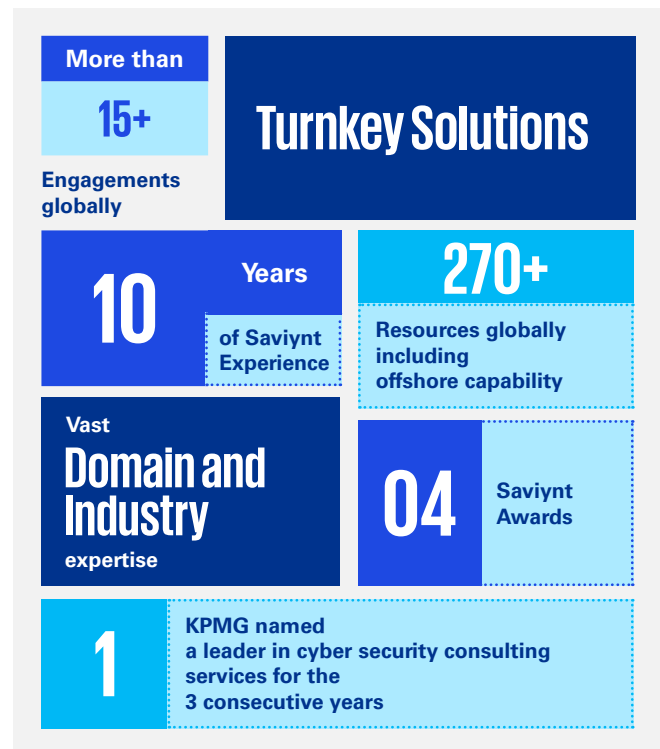 More than
15+
Engagements
globally
Turnkey Solutions
10
Years
of Saviynt
Experience
270+
Resources globally
including
offshore capability
Vast
Domain and
Industry
expertise
04
Saviynt
Awards
1
KPMG named
a leader in cyber security consulting
services for the
3 consecutive years